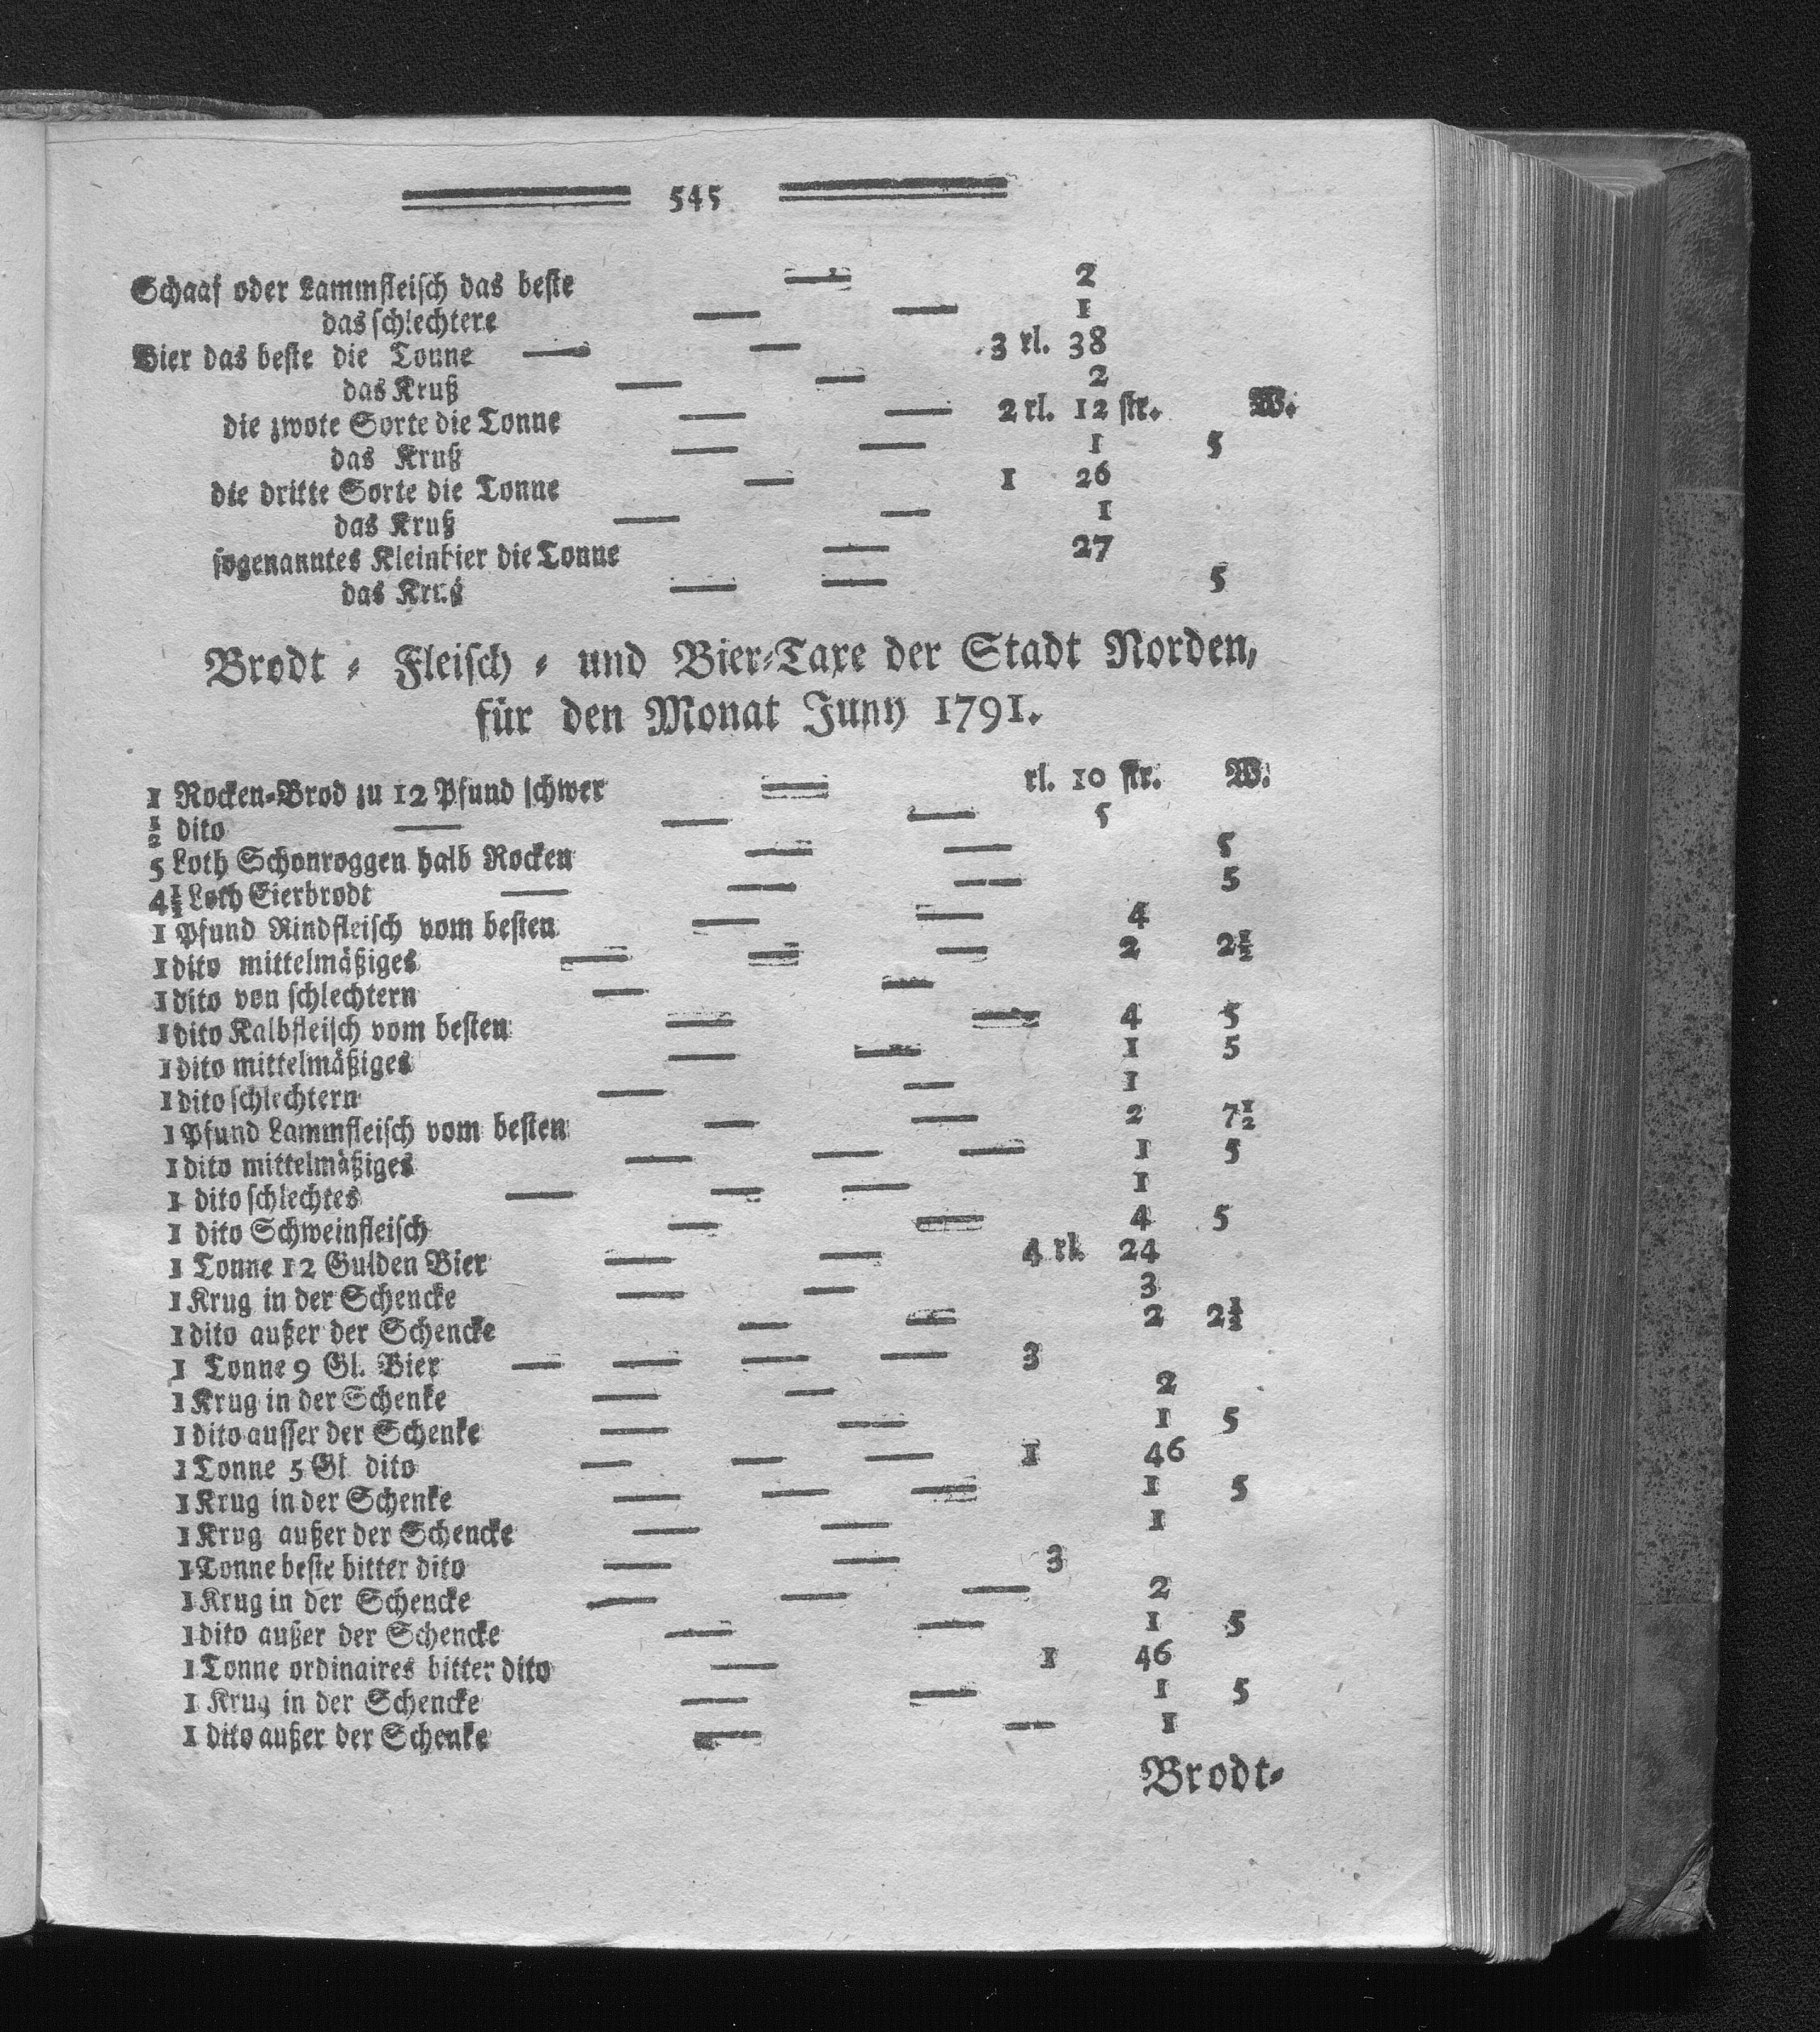 545
Schaaf oder Lammfleisch das beste — 2
das schlechtere — — 1
Bier das beste die Tonne — — 3 rl. 38
das Kruß — — 2
die zwote Sorte die Tonne — — 2 rl. 12 str. W.
das Kruß — — 1 5
die dritte Sorte die Tonne — 1 26
das Kruß — — 1
sogenanntes Kleinbier die Tonne — 27
das Kruß — — 5
Brodt - Fleisch - und Bier-Taxe der Stadt Norden,
für den Monat Juny 1791.
1 Rocken-Brod zu 12 Pfund schwer — rl. 10 str. W.
½ dito — — — 5
5 Loth Schonroggen halb Rocken — — 5
4½ Loth Eierbrodt — — — 5
1 Pfund Rindfleisch vom besten — — 4
1 dito mittelmäßiges — — — 2 2½
1 dito von schlechtern — —
1 dito Kalbfleisch vom besten — — 4 5
1 dito mittelmäßiges — — 1 5
1 dito schlechtern — — 1
1 Pfund Lammfleisch vom besten — — 2 7½
1 dito mittelmäßiges — — — 1 5
1 dito schlechtes — — — 1
1 dito Schweinfleisch — — 4 5
1 Tonne 12 Gulden Bier — — 4 rl. 24
1 Krug in der Schencke — — 3
1 dito außer der Schencke — — 2 2½
1 Tonne 9 Gl. Bier — — — — 3
1 Krug in der Schenke — — 2
1 dito ausser der Schenke — — 1 5
1 Tonne 5 Gl dito — — — 1 46
1 Krug in der Schenke — — — 1 5
1 Krug außer der Schencke — — 1
1 Tonne beste bitter dito — — 3
1 Krug in der Schencke — — — 2
1 dito außer der Schencke — — 1 5
1 Tonne ordinaires bitter dito — 1 46
1 Krug in der Schencke — — 1 5
1 dito außer der Schenke — — 1
Brodt-